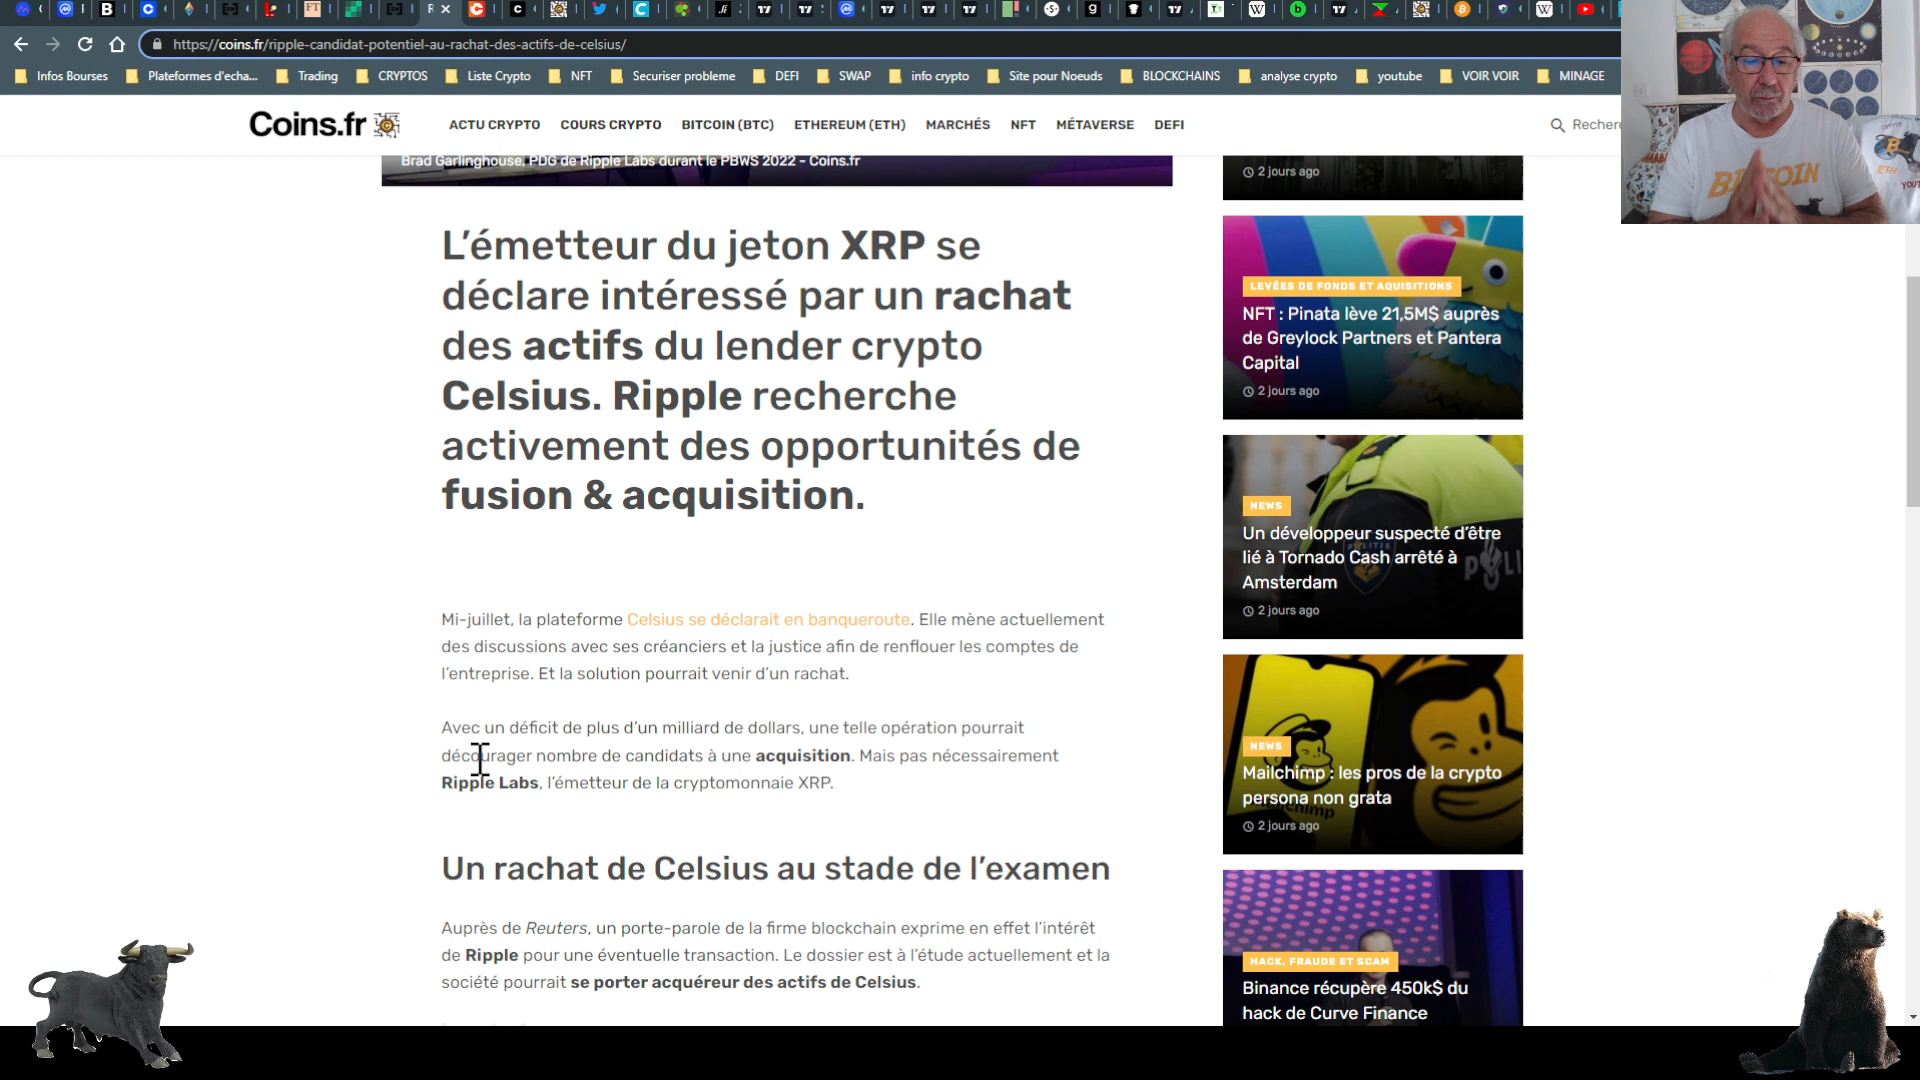 https://coins.fr/ripple-candidat-potentiel-au-rachat-des-actifs-de-celsius/
Infos Bourses
Plateformes d'echa...
Trading
CRYPTOS
Liste Crypto
NFT
Securiser probleme
DEFI
SWAP
info crypto
Site pour Noeuds
BLOCKCHAINS
analyse crypto
youtube
VOIR VOIR
MINAGE
Coins.fr
ACTU CRYPTO
COURS CRYPTO
BITCOIN (BTC)
ETHEREUM (ETH)
MARCHÉS
NFT
MÉTAVERSE
DEFI
Recherc
BITCOIN
ETH
Brad Garlinghouse, PDG de Ripple Labs durant le PBWS 2022 – Coins.fr
L’émetteur du jeton XRP se
déclare intéressé par un rachat
des actifs du lender crypto
Celsius. Ripple recherche
activement des opportunités de
fusion & acquisition.
Mi-juillet, la plateforme Celsius se déclarait en banqueroute. Elle mène actuellement
des discussions avec ses créanciers et la justice afin de renflouer les comptes de
l’entreprise. Et la solution pourrait venir d’un rachat.
Avec un déficit de plus d’un milliard de dollars, une telle opération pourrait
décourager nombre de candidats à une acquisition. Mais pas nécessairement
Ripple Labs, l’émetteur de la cryptomonnaie XRP.
Un rachat de Celsius au stade de l’examen
Auprès de Reuters, un porte-parole de la firme blockchain exprime en effet l’intérêt
de Ripple pour une éventuelle transaction. Le dossier est à l’étude actuellement et la
société pourrait se porter acquéreur des actifs de Celsius.
2 jours ago
LEVÉES DE FONDS ET AQUISITIONS
NFT : Pinata lève 21,5M$ auprès
de Greylock Partners et Pantera
Capital
2 jours ago
NEWS
Un développeur suspecté d’être
lié à Tornado Cash arrêté à
Amsterdam
2 jours ago
NEWS
Mailchimp : les pros de la crypto
persona non grata
2 jours ago
HACK, FRAUDE ET SCAM
Binance récupère 450k$ du
hack de Curve Finance